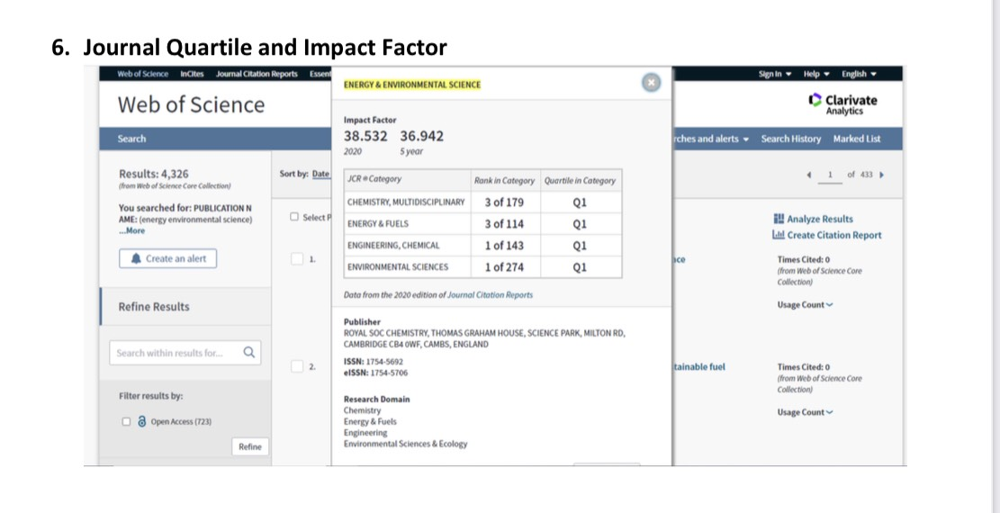 6. Journal Quartile and Impact Factor
Web of Science InCites Journal Citation Reports Essen
Sign In Help English
Web of Science
Clarivate
Analytics
Search
rches and alerts Search History Marked List
Results: 4,326
(from Web of Science Core Collection)
You searched for: PUBLICATION N
AME: (energy environmental science)
...More
Create an alert
Refine Results
Search within results for...
Filter results by:
Open Access (723)
Refine
Sort by: Date
Select P
1.
2.
ENERGY & ENVIRONMENTAL SCIENCE
Impact Factor
38.532 36.942
2020 5 year
JCR ® Category Rank in Category Quartile in Category
CHEMISTRY, MULTIDISCIPLINARY 3 of 179 Q1
ENERGY & FUELS 3 of 114 Q1
ENGINEERING, CHEMICAL 1 of 143 Q1
ENVIRONMENTAL SCIENCES 1 of 274 Q1
Data from the 2020 edition of Journal Citation Reports
Publisher
ROYAL SOC CHEMISTRY, THOMAS GRAHAM HOUSE, SCIENCE PARK, MILTON RD,
CAMBRIDGE CB4 0WF, CAMBS, ENGLAND
ISSN: 1754-5692
eISSN: 1754-5706
Research Domain
Chemistry
Energy & Fuels
Engineering
Environmental Sciences & Ecology
1 of 433
Analyze Results
Create Citation Report
nce
Times Cited: 0
(from Web of Science Core
Collection)
Usage Count
tainable fuel
Times Cited: 0
(from Web of Science Core
Collection)
Usage Count